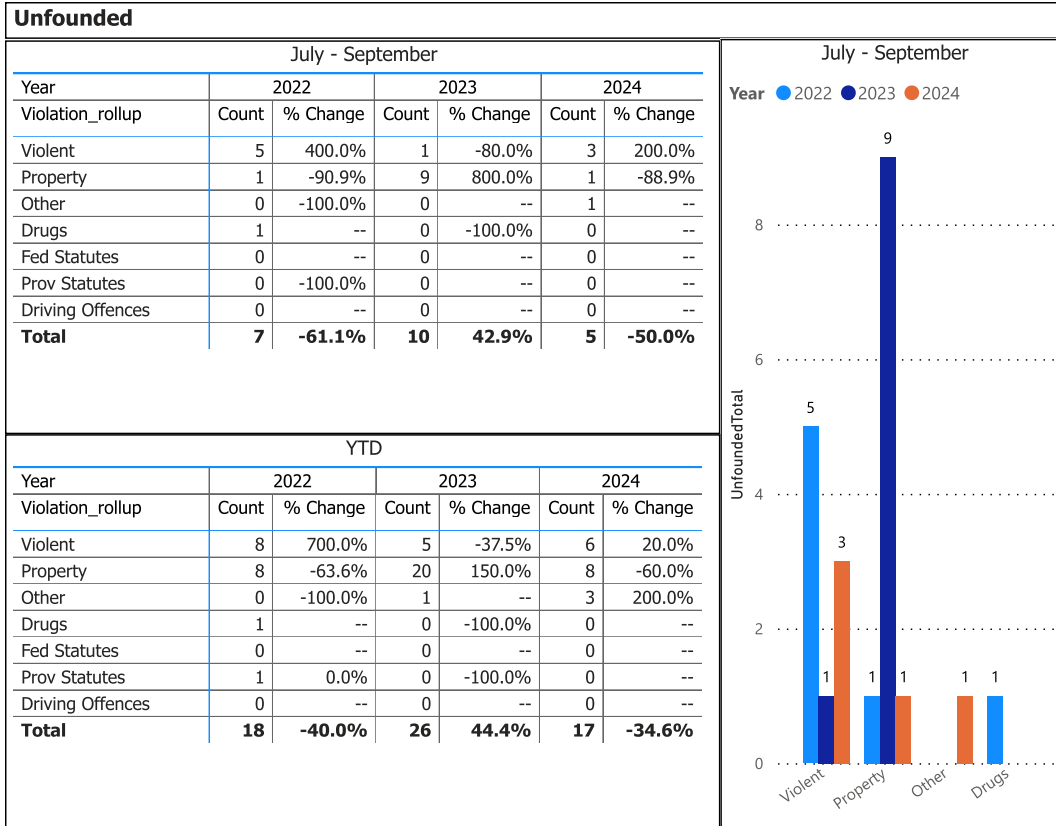 Unfounded
July - September
Year 2022 2023 2024
Violation_rollup Count % Change Count % Change Count % Change
Violent 5 400.0% 1 -80.0% 3 200.0%
Property 1 -90.9% 9 800.0% 1 -88.9%
Other 0 -100.0% 0 -- 1 --
Drugs 1 -- 0 -100.0% 0 --
Fed Statutes 0 -- 0 -- 0 --
Prov Statutes 0 -100.0% 0 -- 0 --
Driving Offences 0 -- 0 -- 0 --
Total 7 -61.1% 10 42.9% 5 -50.0%
YTD
Year 2022 2023 2024
Violation_rollup Count % Change Count % Change Count % Change
Violent 8 700.0% 5 -37.5% 6 20.0%
Property 8 -63.6% 20 150.0% 8 -60.0%
Other 0 -100.0% 1 -- 3 200.0%
Drugs 1 -- 0 -100.0% 0 --
Fed Statutes 0 -- 0 -- 0 --
Prov Statutes 1 0.0% 0 -100.0% 0 --
Driving Offences 0 -- 0 -- 0 --
Total 18 -40.0% 26 44.4% 17 -34.6%
July - September
Year 2022 2023 2024
9
8
6
5
4
3
2
1 1 1 1 1
0
UnfoundedTotal
Violent Property Other Drugs